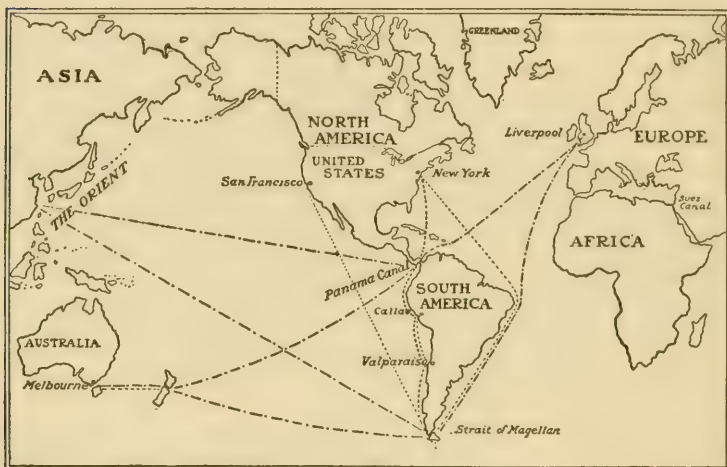 GREENLAND
ASIA
NORTH
AMERICA
UNITED
STATES
Liverpool
EUROPE
San Francisco
New York
THE ORIENT
Suez
Canal
AFRICA
Panama Canal
SOUTH
AMERICA
Calla
AUSTRALIA
Valparaiso
Melbourne
Strait of Magellan